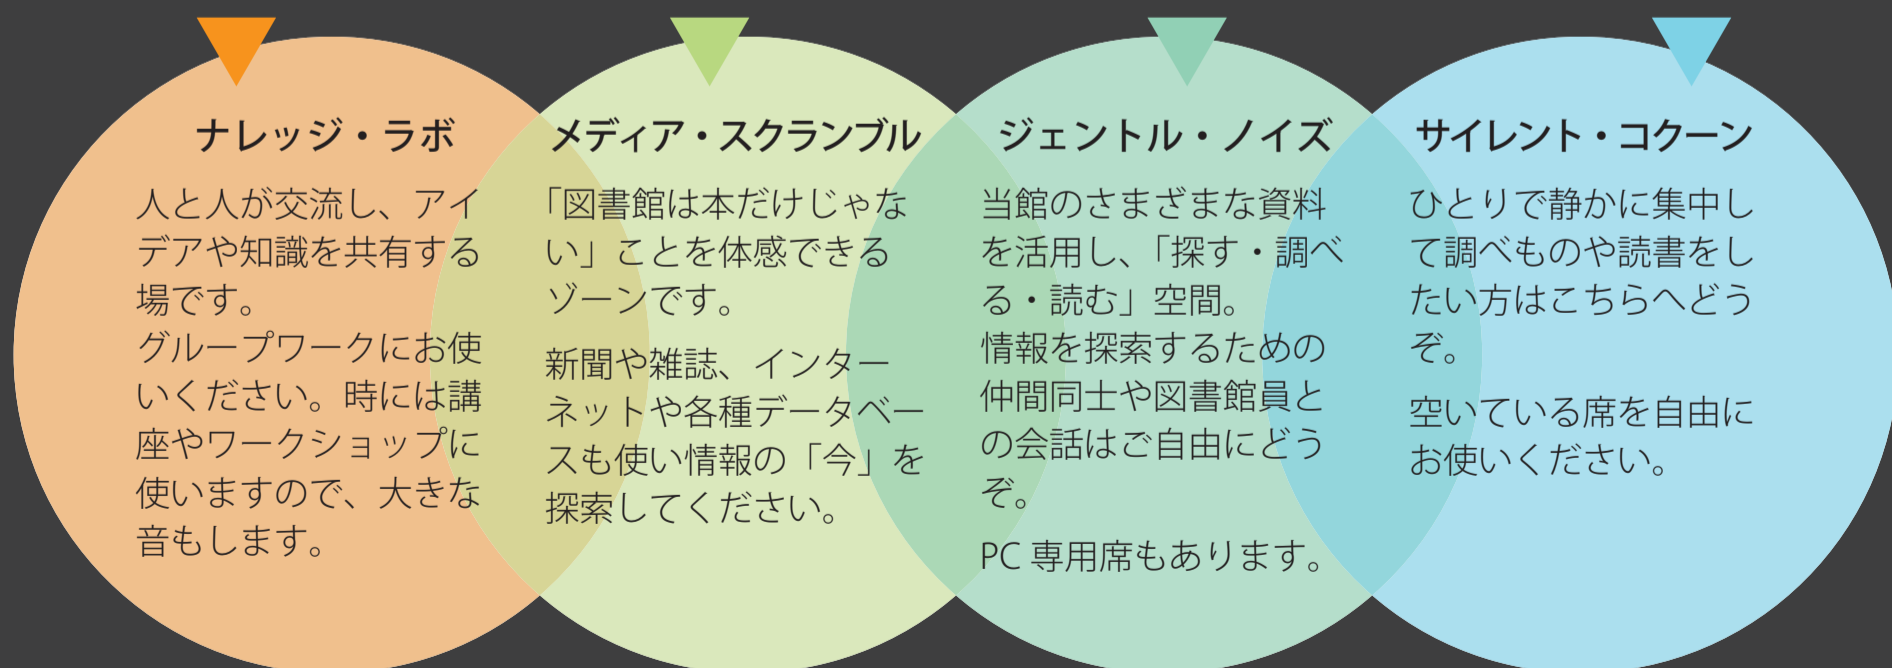 ナレッジ・ラボ
人と人が交流し、アイ
デアや知識を共有する
場です。
グループワークにお使
いください。時には講
座やワークショップに
使いますので、大きな
音もします。
メディア・スクランブル
「図書館は本だけじゃな
い」ことを体感できる
ゾーンです。
新聞や雑誌、インター
ネットや各種データベー
スも使い情報の「今」を
探索してください。
ジェントル・ノイズ
当館のさまざまな資料
を活用し、「探す・調べ
る・読む」空間。
情報を探索するための
仲間同士や図書館員と
の会話はご自由にどう
ぞ。
PC 専用席もあります。
サイレント・コクーン
ひとりで静かに集中し
て調べものや読書をし
たい方はこちらへどう
ぞ。
空いている席を自由に
お使いください。